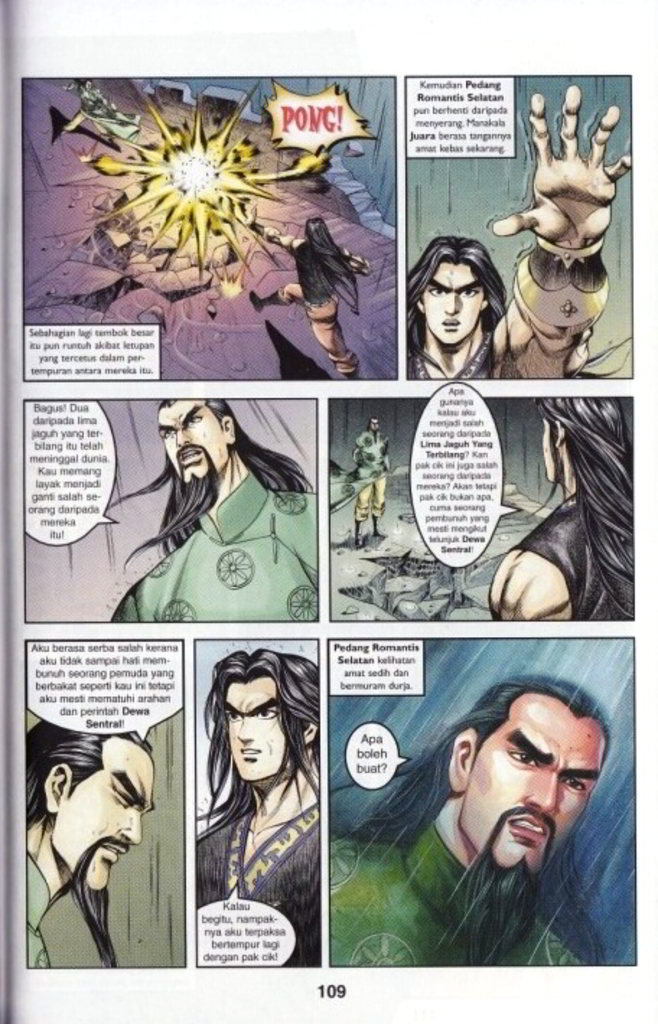 PONG!
Sebahagian lagi tembok besar
itu pun runtuh akibat letupan
yang tercetus dalam per-
tempuran antara mereka itu.
Kemudian Pedang
Romantis Selatan
pun berhenti daripada
menyerang. Manakala
Juara berasa tangannya
amat kebas sekarang.
Bagus! Dua
daripada lima
jaguh yang ter-
bilang itu telah
meninggal dunia.
Kau memang
layak menjadi
ganti salah se-
orang daripada
mereka
itu!
Apa
gunanya
kalau aku
menjadi salah
seorang daripada
Lima Jaguh Yang
Terbilang? Kan
pak cik ini juga salah
seorang daripada
mereka? Akan tetapi
pak cik bukan apa,
cuma seorang
pembunuh yang
mesti mengikut
telunjuk Dewa
Sentral!
Aku berasa serba salah kerana
aku tidak sampai hati mem-
bunuh seorang pemuda yang
berbakat seperti kau ini tetapi
aku mesti mematuhi arahan
dan perintah Dewa
Sentral!
Kalau
begitu, nampak-
nya aku terpaksa
bertempur lagi
dengan pak cik!
Pedang Romantis
Selatan kelihatan
amat sedih dan
bermuram durja.
Apa
boleh
buat?
109